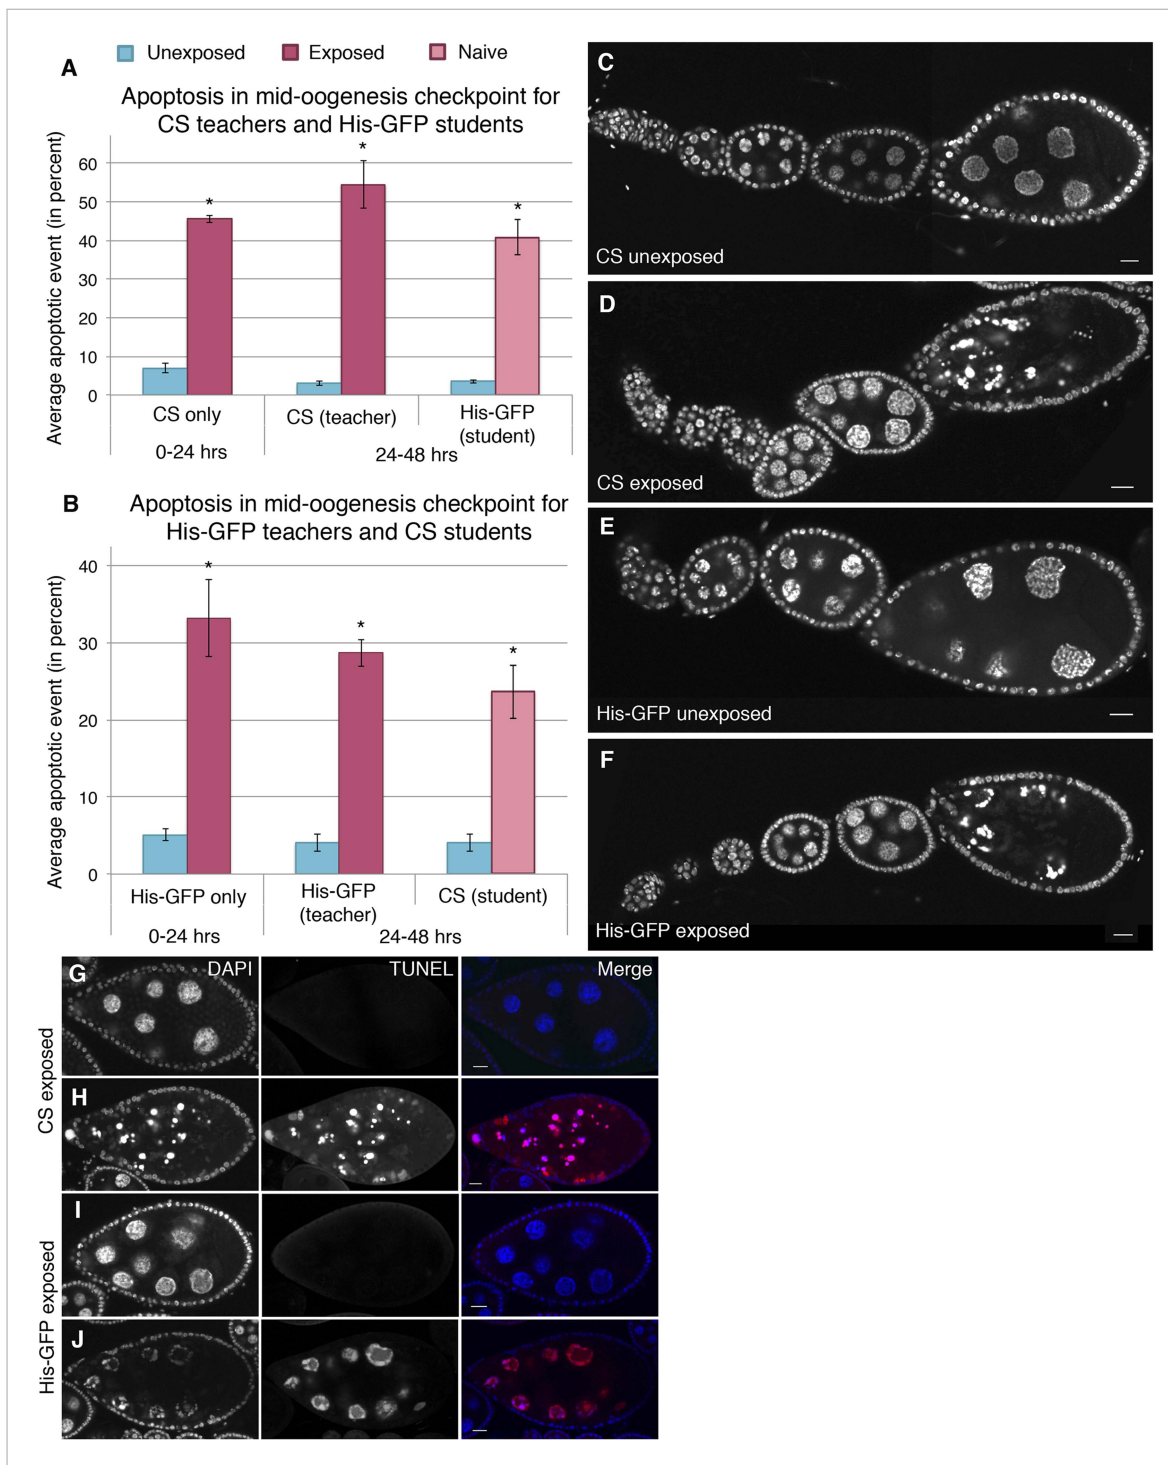 Unexposed Exposed Naive
A
Apoptosis in mid-oogenesis checkpoint for
CS teachers and His-GFP students
Average apoptotic event (in percent)
60
50
40
30
20
10
0
* * *
CS only CS (teacher) His-GFP
(student)
0-24 hrs 24-48 hrs
B
Apoptosis in mid-oogenesis checkpoint for
His-GFP teachers and CS students
Average apoptotic event (in percent)
40
30
20
10
0
* * *
His-GFP only His-GFP
(teacher) CS (student)
0-24 hrs 24-48 hrs
C
CS unexposed
D
CS exposed
E
His-GFP unexposed
F
His-GFP exposed
G DAPI TUNEL Merge
CS exposed
H
I
His-GFP exposed
J